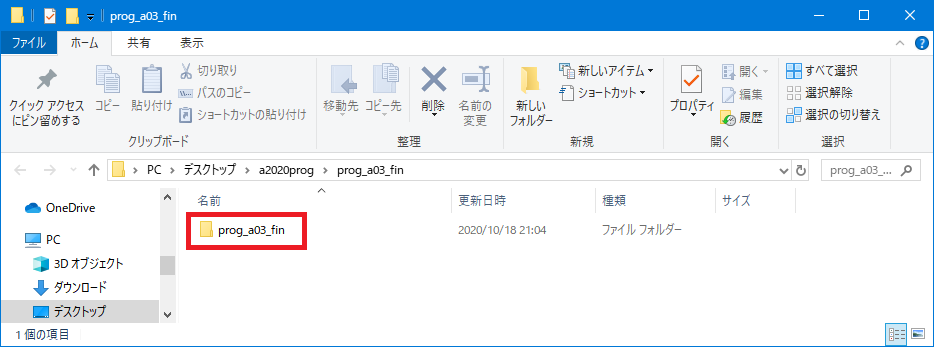 prog_a03_fin
ファイル ホーム 共有 表示
クイック アクセス
にピン留めする
コピー
貼り付け
切り取り
パスのコピー
ショートカットの貼り付け
クリップボード
移動先
コピー先
削除
名前の
変更
整理
新しい
フォルダー
新しいアイテム
ショートカット
新規
プロパティ
開く
編集
履歴
開く
すべて選択
選択解除
選択の切り替え
選択
PC デスクトップ a2020prog prog_a03_fin
prog_a03_...
名前 更新日時 種類 サイズ
OneDrive
PC
3D オブジェクト
ダウンロード
デスクトップ
prog_a03_fin 2020/10/18 21:04 ファイル フォルダー
1 個の項目